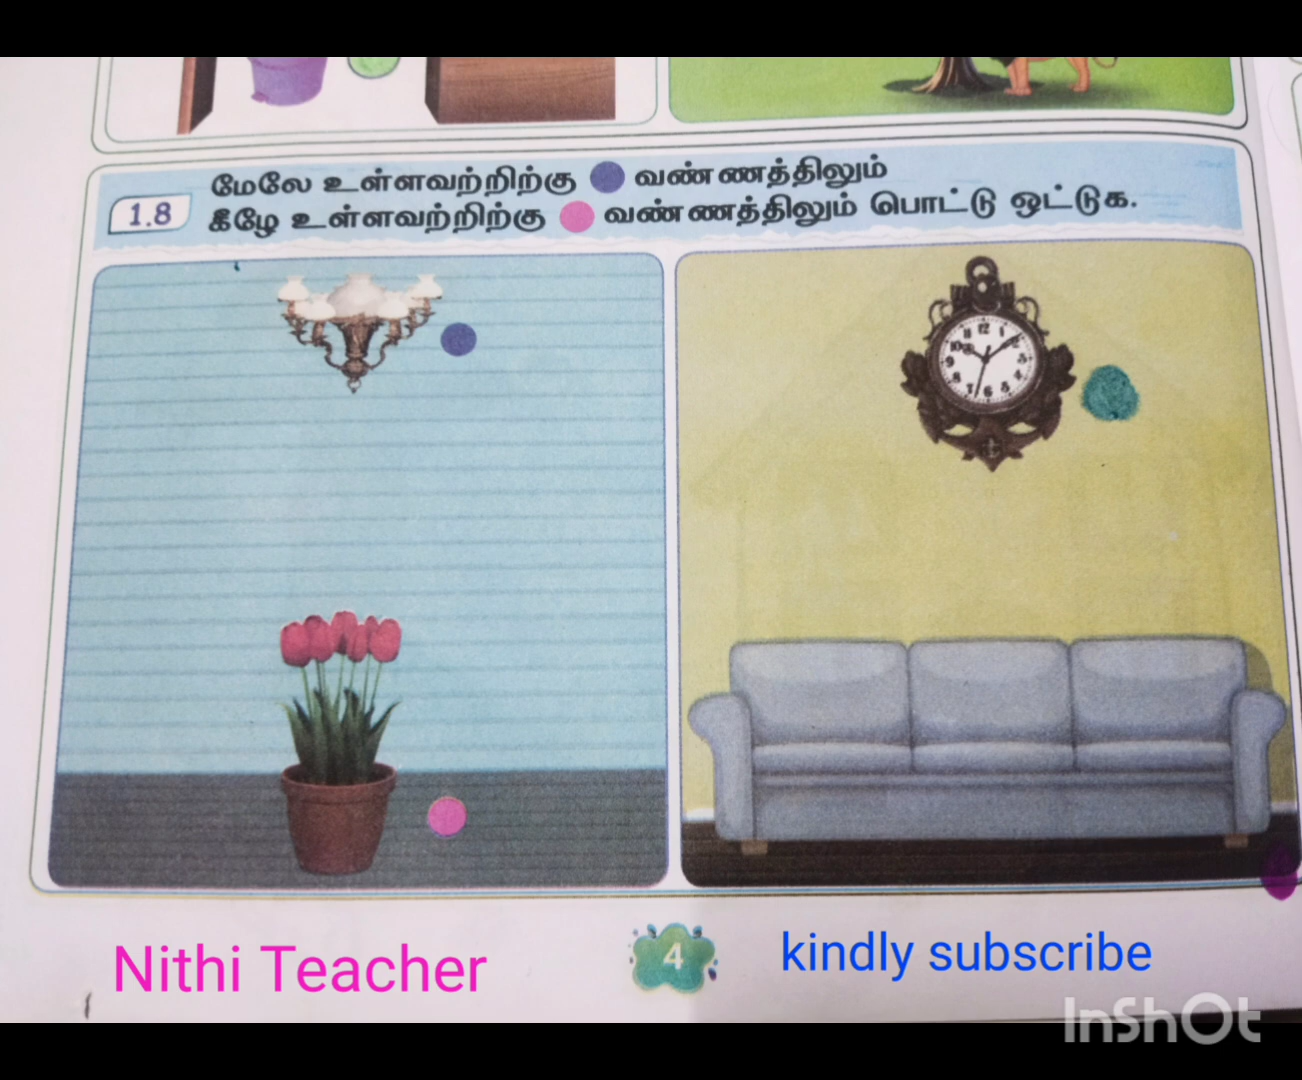 மேலே உள்ளவற்றிற்கு வண்ணத்திலும்
1.8 கீழே உள்ளவற்றிற்கு வண்ணத்திலும் பொட்டு ஒட்டுக.
Nithi Teacher
4
kindly subscribe
InShOt